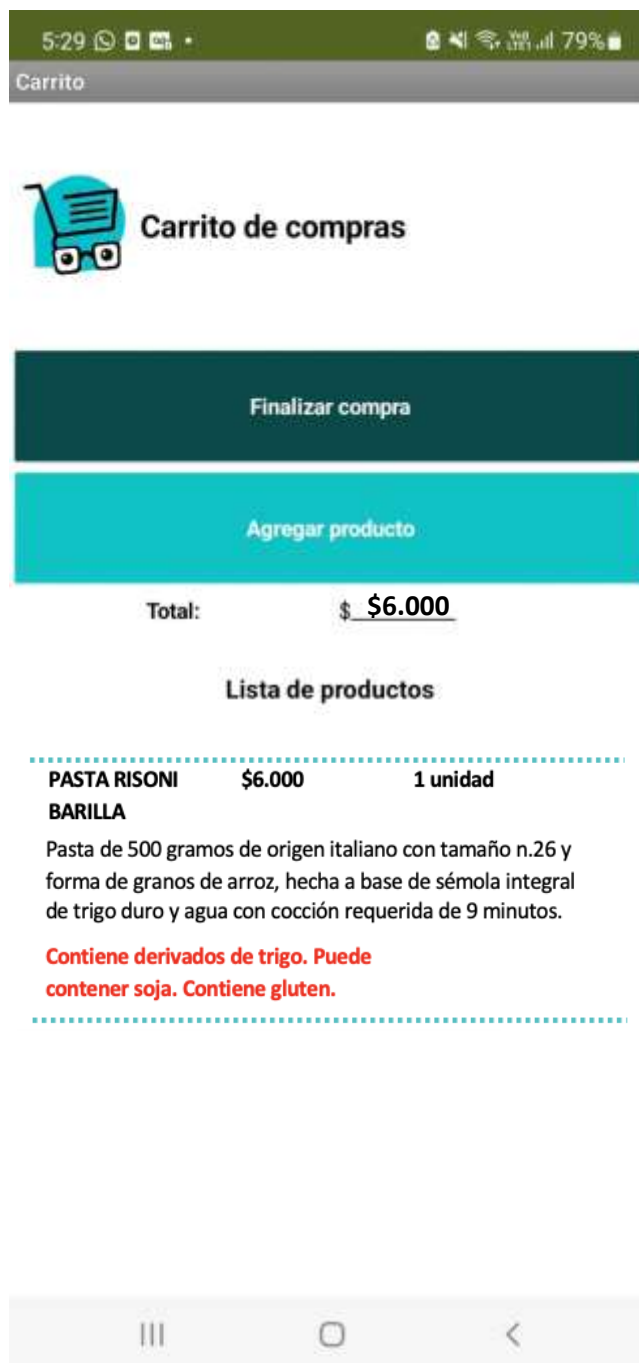 5:29
79%
Carrito
Carrito de compras
Finalizar compra
Agregar producto
Total: $ $6.000
Lista de productos
PASTA RISONI $6.000 1 unidad
BARILLA
Pasta de 500 gramos de origen italiano con tamaño n.26 y
forma de granos de arroz, hecha a base de sémola integral
de trigo duro y agua con cocción requerida de 9 minutos.
Contiene derivados de trigo. Puede
contener soja. Contiene gluten.